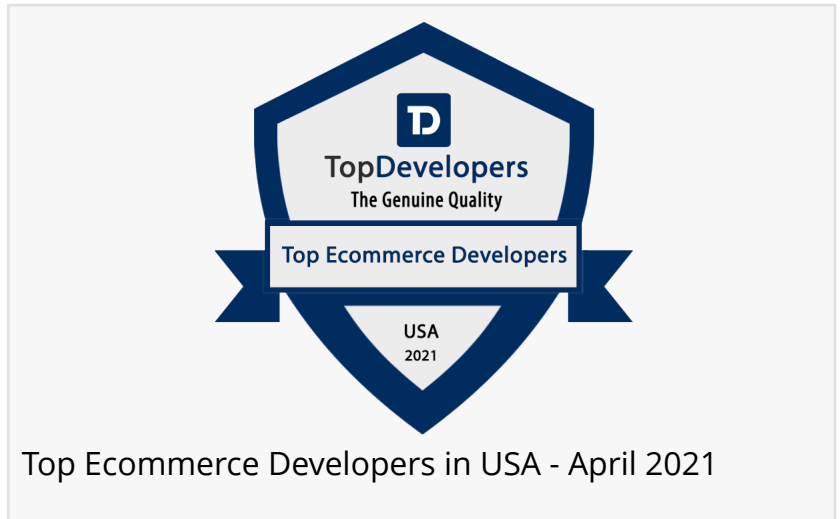 TD
TopDevelopers
The Genuine Quality
Top Ecommerce Developers
USA
2021
Top Ecommerce Developers in USA - April 2021